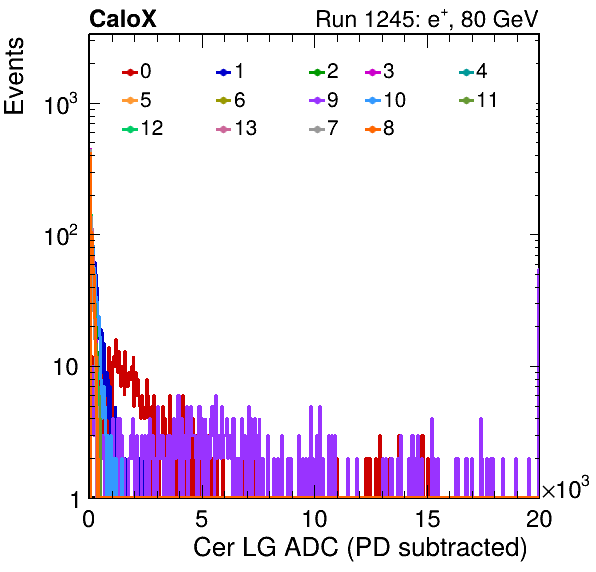 CaloX Run 1245: e⁺, 80 GeV
Events
0 1 2 3 4
5 6 9 10 11
12 13 7 8
10³
10²
10
1
0 5 10 15 20
×10³
Cer LG ADC (PD subtracted)